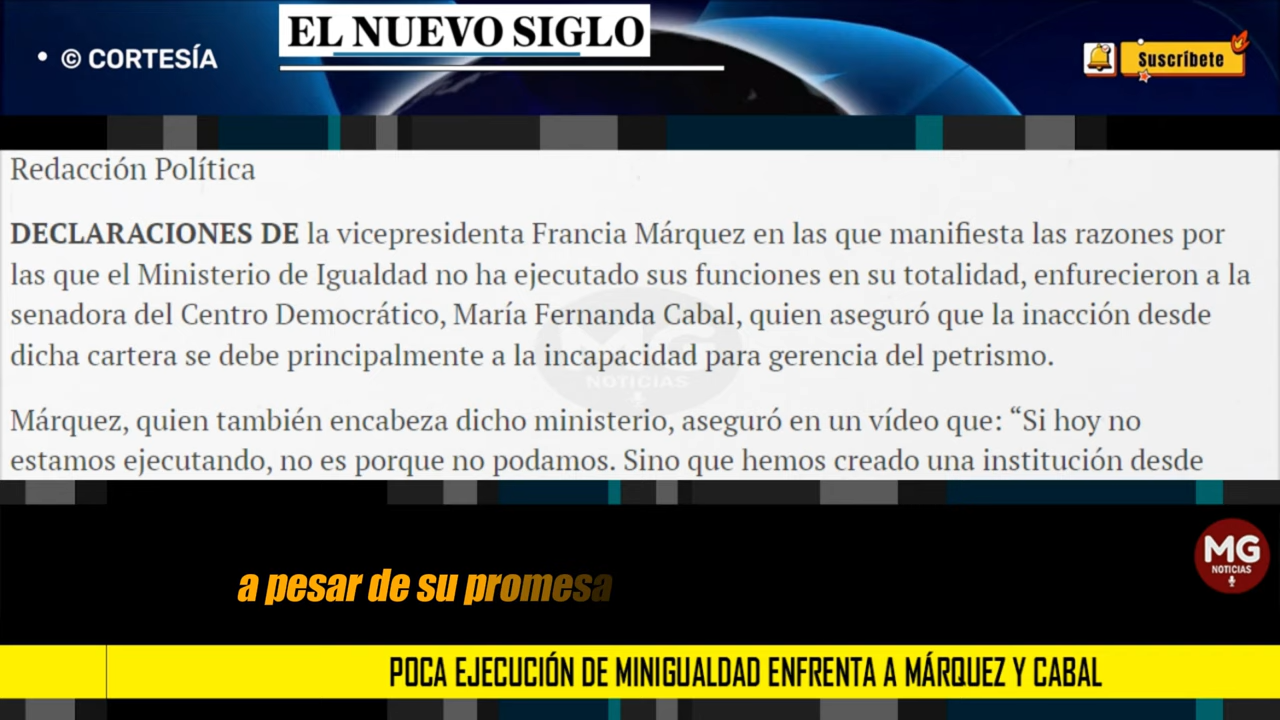 • © CORTESÍA
EL NUEVO SIGLO
Suscríbete
Redacción Política
DECLARACIONES DE la vicepresidenta Francia Márquez en las que manifiesta las razones por
las que el Ministerio de Igualdad no ha ejecutado sus funciones en su totalidad, enfurecieron a la
senadora del Centro Democrático, María Fernanda Cabal, quien aseguró que la inacción desde
dicha cartera se debe principalmente a la incapacidad para gerencia del petrismo.
MG
NOTICIAS
Márquez, quien también encabeza dicho ministerio, aseguró en un vídeo que: “Si hoy no
estamos ejecutando, no es porque no podamos. Sino que hemos creado una institución desde
MG
NOTICIAS
a pesar de su promesa
POCA EJECUCIÓN DE MINIGUALDAD ENFRENTA A MÁRQUEZ Y CABAL